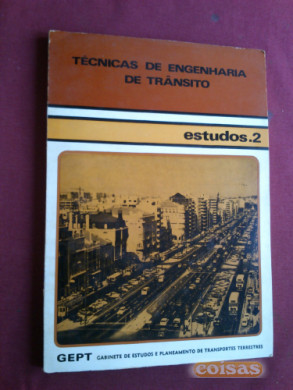 TÉCNICAS DE ENGENHARIA
DE TRÂNSITO
estudos.2
GEPT GABINETE DE ESTUDOS E PLANEAMENTO DE TRANSPORTES TERRESTRES
coisas